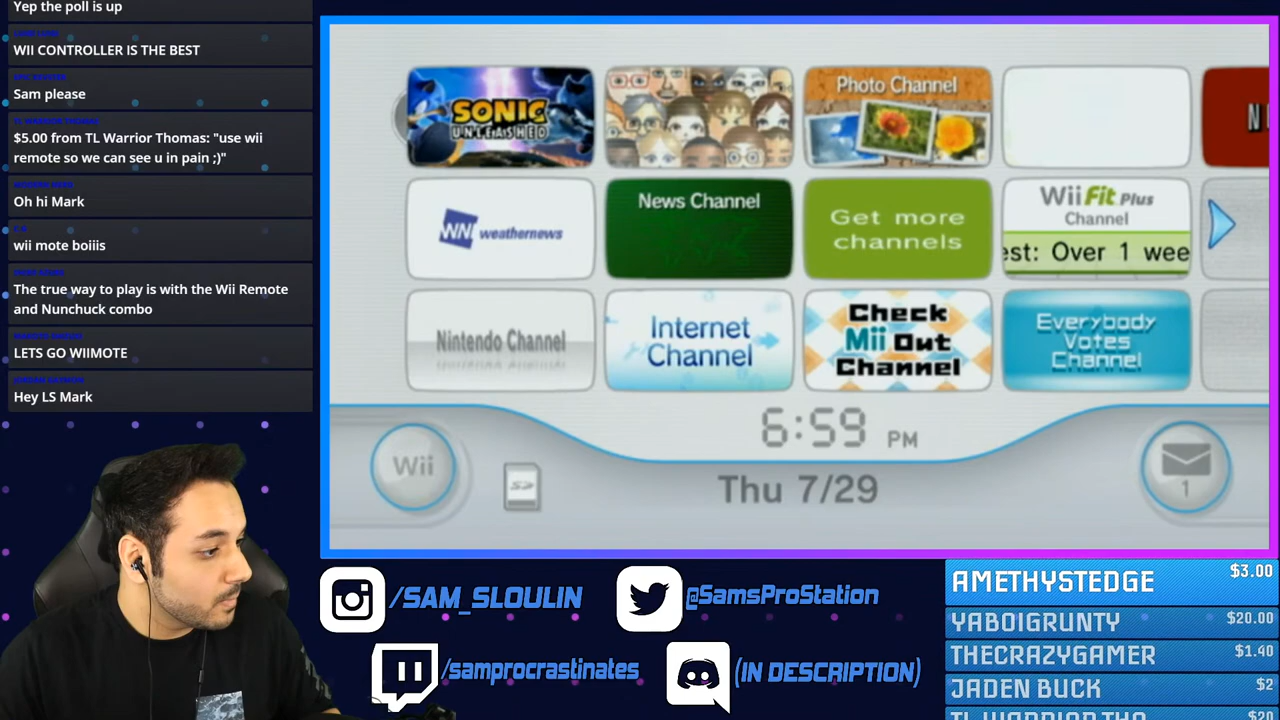 Yep the poll is up
WII CONTROLLER IS THE BEST
Sam please
$5.00 from TL Warrior Thomas: "use wii
remote so we can see u in pain ;)"
Oh hi Mark
wii mote boiiis
The true way to play is with the Wii Remote
and Nunchuck combo
LETS GO WIIMOTE
Hey LS Mark
SONIC
UNLEASHED
Photo Channel
N
WN weathernews
News Channel
Get more
channels
Wii Fit Plus
Channel
est: Over 1 wee
Nintendo Channel
Internet
Channel
Check
Mii Out
Channel
Everybody
Votes
Channel
6:59 PM
Wii
SD
Thu 7/29
1
/SAM_SLOULIN
@SamsProStation
/samprocrastinates
(IN DESCRIPTION)
AMETHYSTEDGE $3.00
YABOIGRUNTY $20.00
THECRAZYGAMER $1.40
JADEN BUCK $2